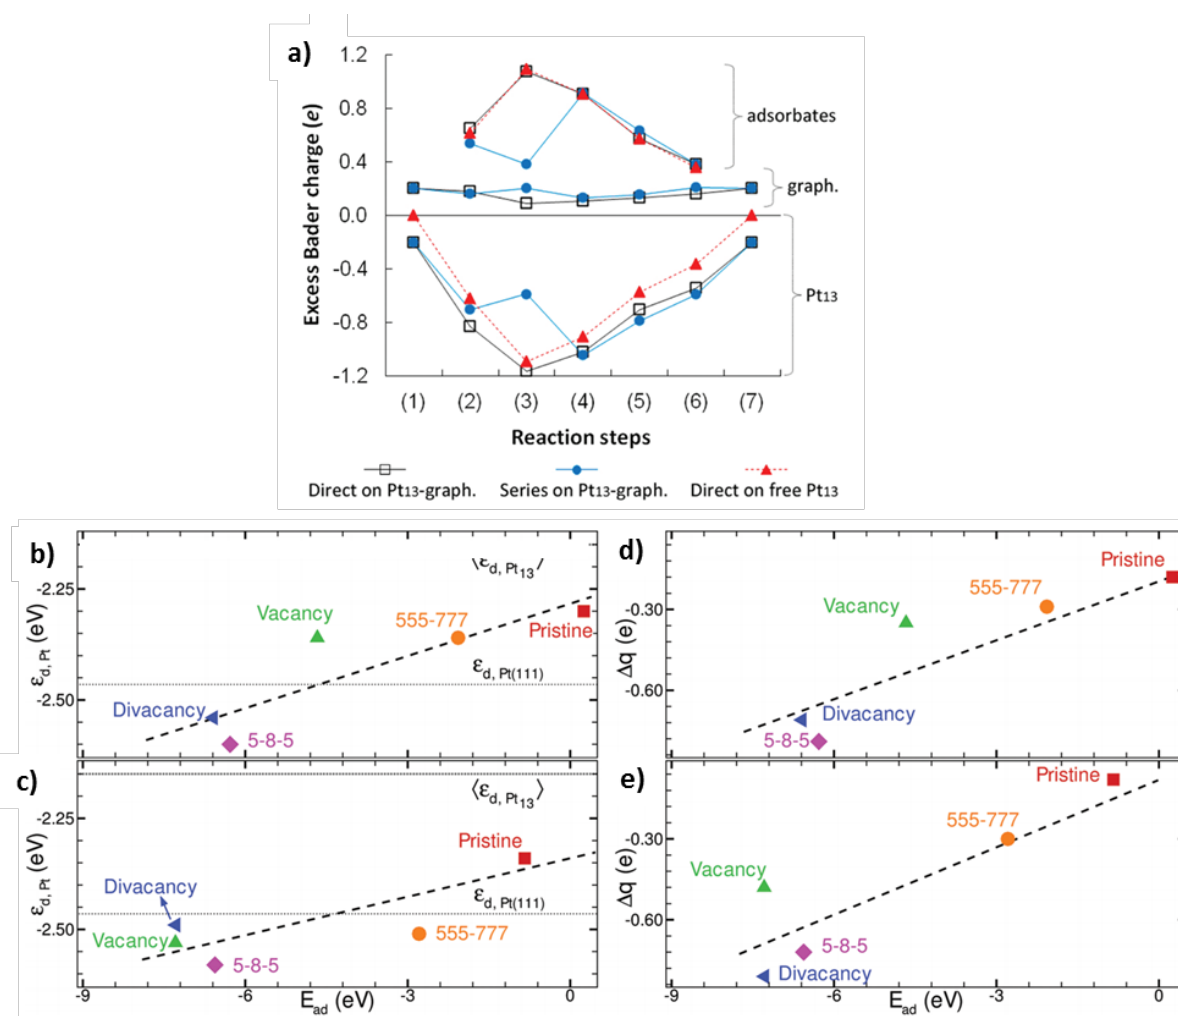 a)
1.2
0.8
0.4
0.0
-0.4
-0.8
-1.2
Excess Bader charge (e)
adsorbates
graph.
Pt13
(1) (2) (3) (4) (5) (6) (7)
Reaction steps
Direct on Pt13-graph. Series on Pt13-graph. Direct on free Pt13
b)
εd, Pt (eV)
-2.25
-2.50
⟨εd, Pt13⟩
Vacancy
555-777
Pristine
εd, Pt(111)
Divacancy
5-8-5
d)
Δq (e)
-0.30
-0.60
Pristine
555-777
Vacancy
Divacancy
5-8-5
c)
εd, Pt (eV)
-2.25
-2.50
⟨εd, Pt13⟩
Pristine
Divacancy
εd, Pt(111)
Vacancy
555-777
5-8-5
-9 -6 -3 0
Ead (eV)
e)
Δq (e)
-0.30
-0.60
Pristine
555-777
Vacancy
5-8-5
Divacancy
-9 -6 -3 0
Ead (eV)